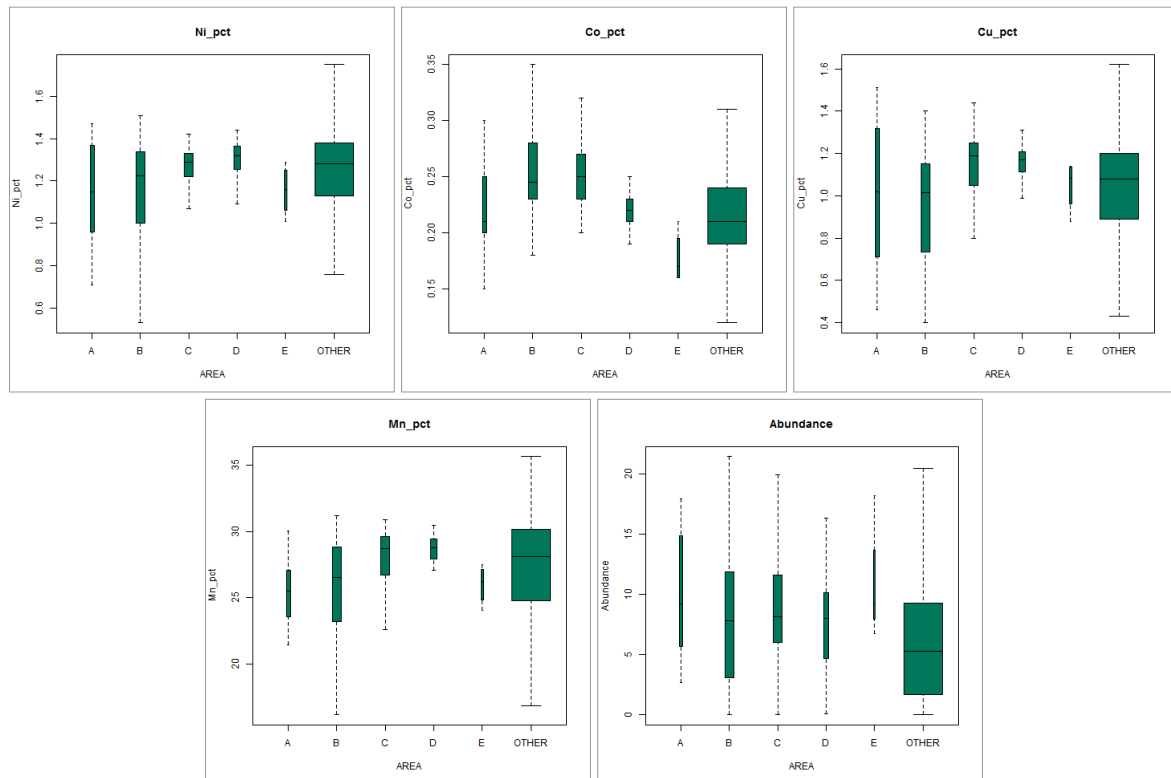 Ni_pct
Ni_pct
1.6
1.4
1.2
1.0
0.8
0.6
A B C D E OTHER
AREA
Co_pct
Co_pct
0.35
0.30
0.25
0.20
0.15
A B C D E OTHER
AREA
Cu_pct
Cu_pct
1.6
1.4
1.2
1.0
0.8
0.6
0.4
A B C D E OTHER
AREA
Mn_pct
Mn_pct
35
30
25
20
A B C D E OTHER
AREA
Abundance
Abundance
20
15
10
5
0
A B C D E OTHER
AREA